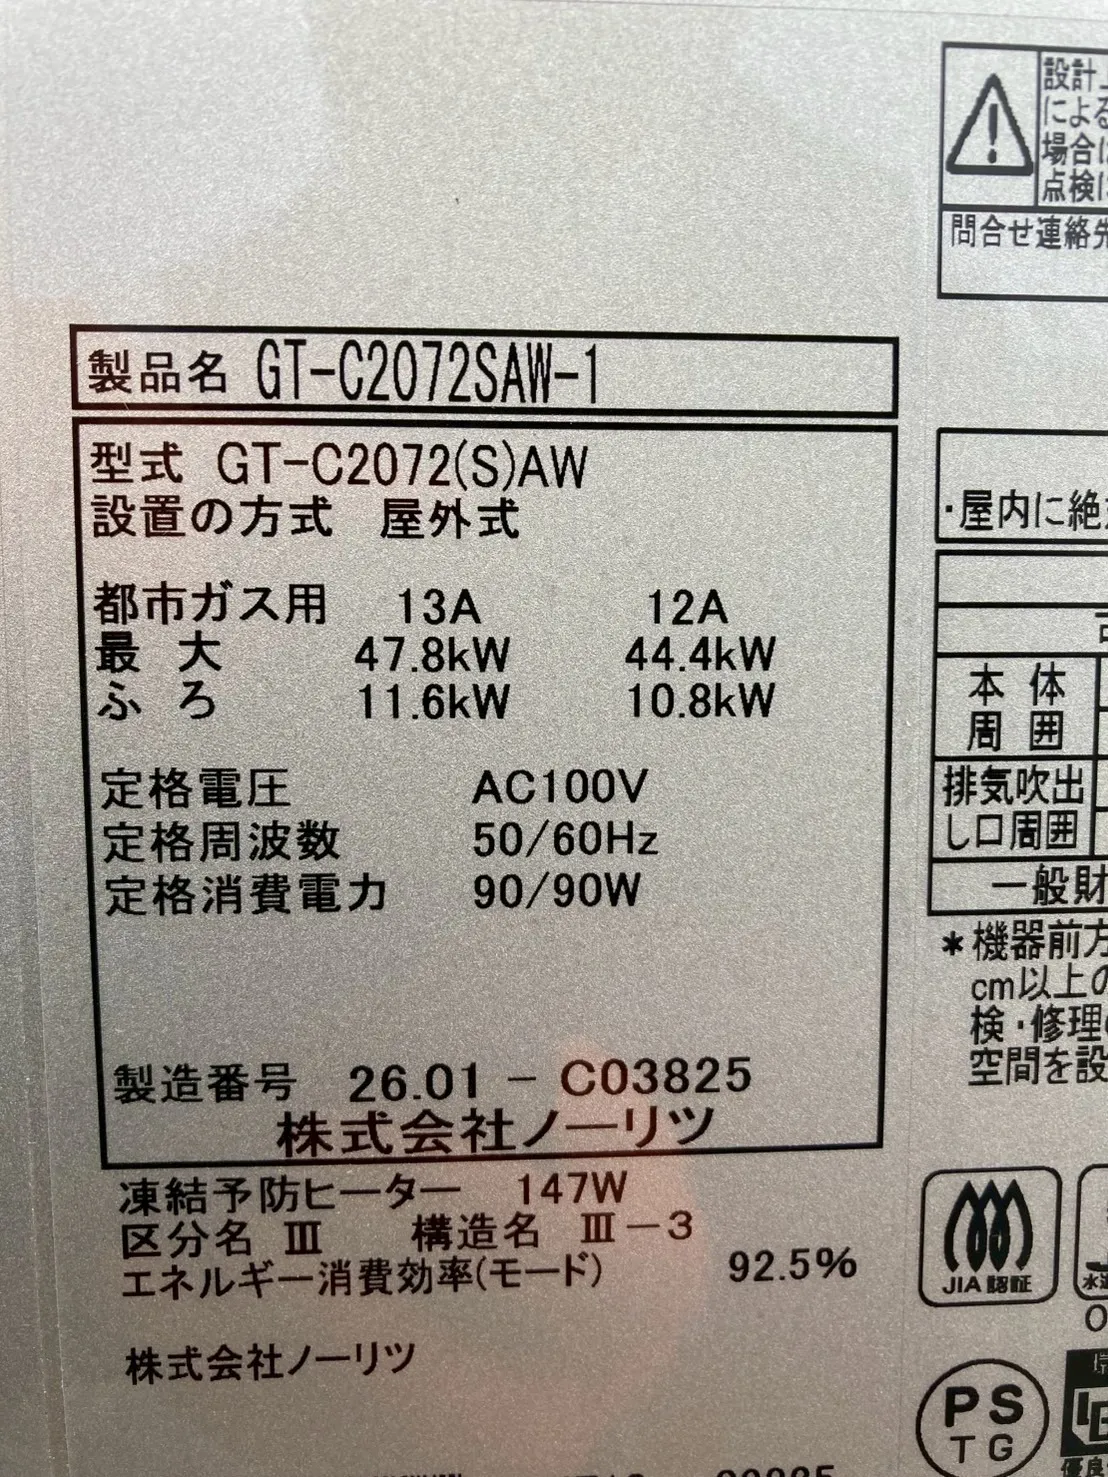 設計
による
場合
点検
問合せ連絡先
製品名 GT-C2072SAW-1
型式 GT-C2072(S)AW
設置の方式 屋外式
都市ガス用 13A 12A
最大 47.8kW 44.4kW
ふろ 11.6kW 10.8kW
定格電圧 AC100V
定格周波数 50/60Hz
定格消費電力 90/90W
製造番号 26.01 - C03825
株式会社ノーリツ
凍結予防ヒーター 147W
区分名 Ⅲ 構造名 Ⅲ-3
エネルギー消費効率(モード) 92.5%
株式会社ノーリツ
・屋内に絶
本体
周囲
排気吹出
し口周囲
一般財
*機器前方
cm以上の
検・修理
空間を設
JIA 認証
PS
TG